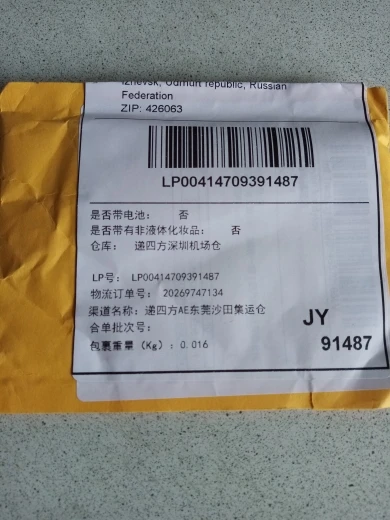 Izhevsk, Udmurt republic, Russian
Federation
ZIP: 426063
LP00414709391487
是否带电池： 否
是否带有非液体化妆品： 否
仓库： 递四方深圳机场仓
LP号： LP00414709391487
物流订单号： 20269747134
渠道名称：递四方AE东莞沙田集运仓
合单批次号：
JY
包裹重量（Kg）：0.016
91487